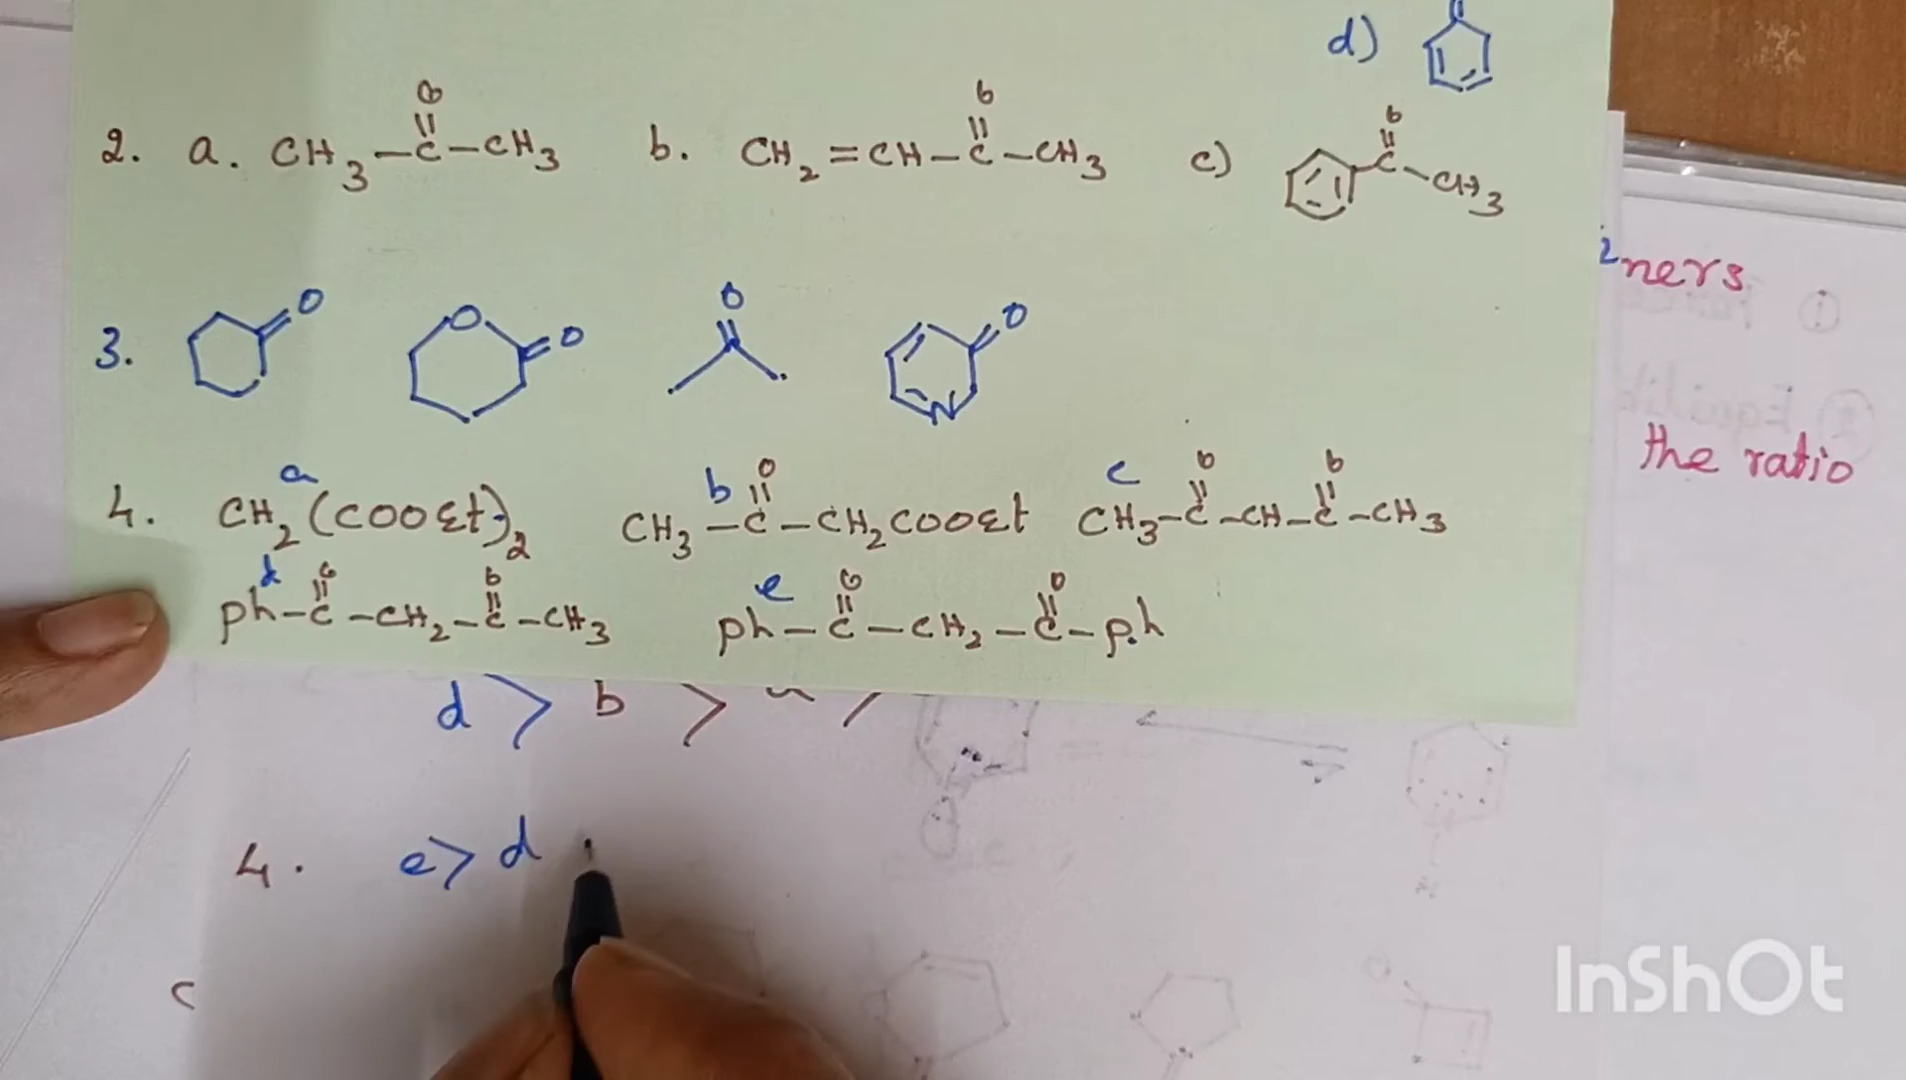 d)
2. a. CH3-C(=O)-CH3 b. CH2=CH-C(=O)-CH3 c) C(=O)-CH3
2
ners
3. O O O O O N
the ratio
4. a CH2(COOEt)2 b CH3-C(=O)-CH2COOEt c CH3-C(=O)-CH-C(=O)-CH3
d ph-C(=O)-CH2-C(=O)-CH3 e ph-C(=O)-CH2-C(=O)-ph
d > b >
4. e > d
c
InShOt